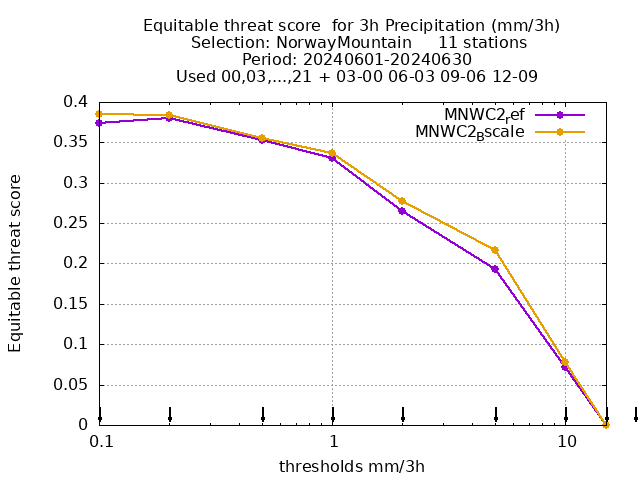 Equitable threat score  for 3h Precipitation (mm/3h)
Selection: NorwayMountain     11 stations
Period: 20240601-20240630
Used 00,03,...,21 + 03-00 06-03 09-06 12-09
MNWC2ref
MNWC2Bscale
0.4
0.35
0.3
0.25
0.2
0.15
0.1
0.05
0
0.1
1
10
Equitable threat score
thresholds mm/3h